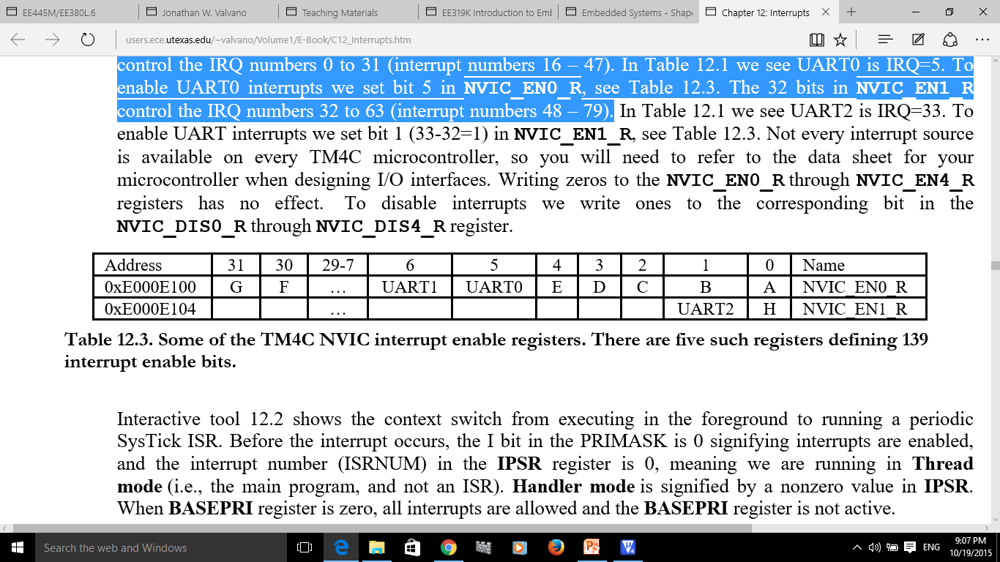 EE445M/EE380L.6
Jonathan W. Valvano
Teaching Materials
EE319K Introduction to Eml
Embedded Systems - Shape
Chapter 12: Interrupts
users.ece.utexas.edu/~valvano/Volume1/E-Book/C12_Interrupts.htm
control the IRQ numbers 0 to 31 (interrupt numbers 16 – 47). In Table 12.1 we see UART0 is IRQ=5. To
enable UART0 interrupts we set bit 5 in NVIC_EN0_R, see Table 12.3. The 32 bits in NVIC_EN1_R
control the IRQ numbers 32 to 63 (interrupt numbers 48 – 79). In Table 12.1 we see UART2 is IRQ=33. To
enable UART interrupts we set bit 1 (33-32=1) in NVIC_EN1_R, see Table 12.3. Not every interrupt source
is available on every TM4C microcontroller, so you will need to refer to the data sheet for your
microcontroller when designing I/O interfaces. Writing zeros to the NVIC_EN0_R through NVIC_EN4_R
registers has no effect. To disable interrupts we write ones to the corresponding bit in the
NVIC_DIS0_R through NVIC_DIS4_R register.
Address 31 30 29-7 6 5 4 3 2 1 0 Name
0xE000E100 G F … UART1 UART0 E D C B A NVIC_EN0_R
0xE000E104 … UART2 H NVIC_EN1_R
Table 12.3. Some of the TM4C NVIC interrupt enable registers. There are five such registers defining 139
interrupt enable bits.
Interactive tool 12.2 shows the context switch from executing in the foreground to running a periodic
SysTick ISR. Before the interrupt occurs, the I bit in the PRIMASK is 0 signifying interrupts are enabled,
and the interrupt number (ISRNUM) in the IPSR register is 0, meaning we are running in Thread
mode (i.e., the main program, and not an ISR). Handler mode is signified by a nonzero value in IPSR.
When BASEPRI register is zero, all interrupts are allowed and the BASEPRI register is not active.
Search the web and Windows
ENG
9:07 PM
10/19/2015